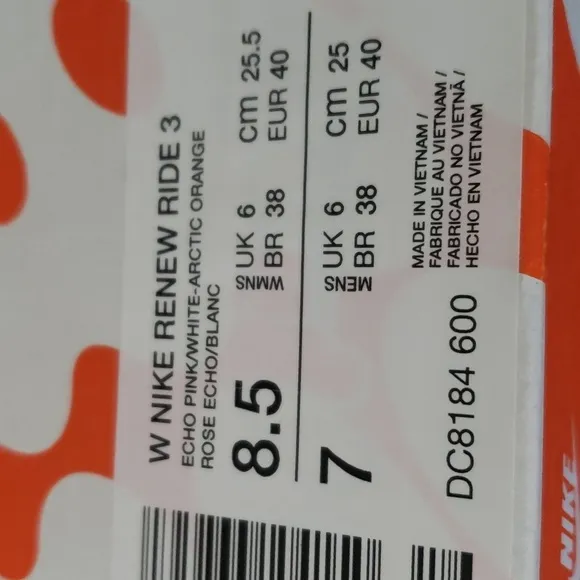 W NIKE RENEW RIDE 3
ECHO PINK/WHITE-ARCTIC ORANGE
ROSE ECHO/BLANC
8.5 WMNS UK 6 cm 25.5
BR 38 EUR 40
7 MENS UK 6 cm 25
BR 38 EUR 40
MADE IN VIETNAM /
FABRIQUE AU VIETNAM /
FABRICADO NO VIETNÃ /
HECHO EN VIETNAM
DC8184 600
NIKE